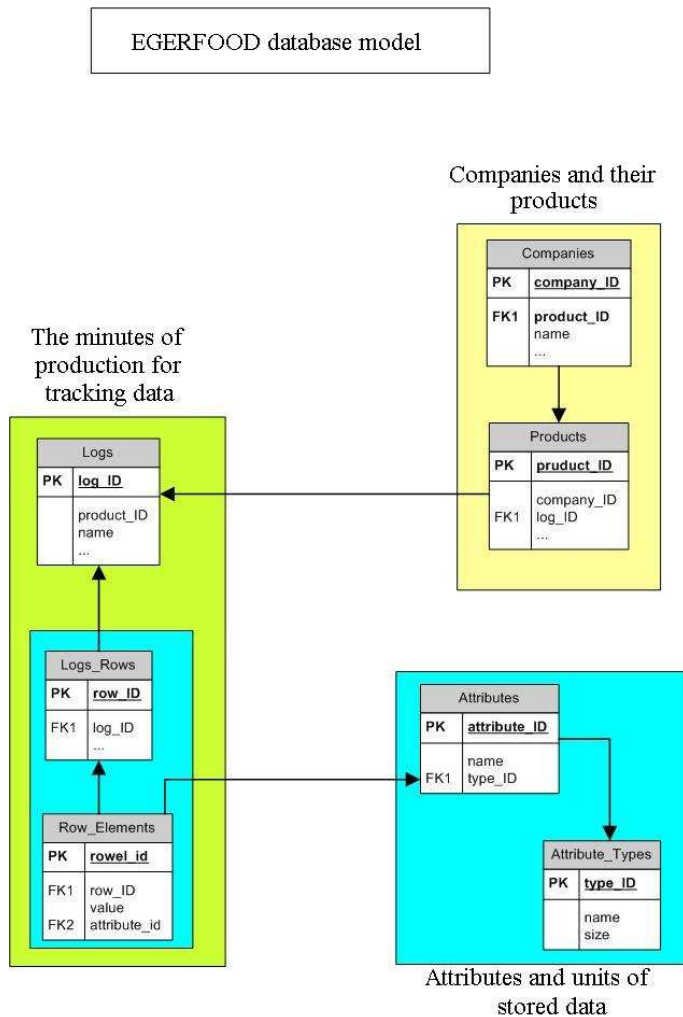 EGERFOOD database model
Companies and their
products
Companies
PK company_ID
FK1 product_ID
name
...
The minutes of
production for
tracking data
Logs
PK log_ID
product_ID
name
...
Products
PK pruduct_ID
company_ID
FK1 log_ID
...
Logs_Rows
PK row_ID
FK1 log_ID
...
Row_Elements
PK rowel_id
FK1 row_ID
value
FK2 attribute_id
Attributes
PK attribute_ID
name
FK1 type_ID
Attribute_Types
PK type_ID
name
size
Attributes and units of
stored data